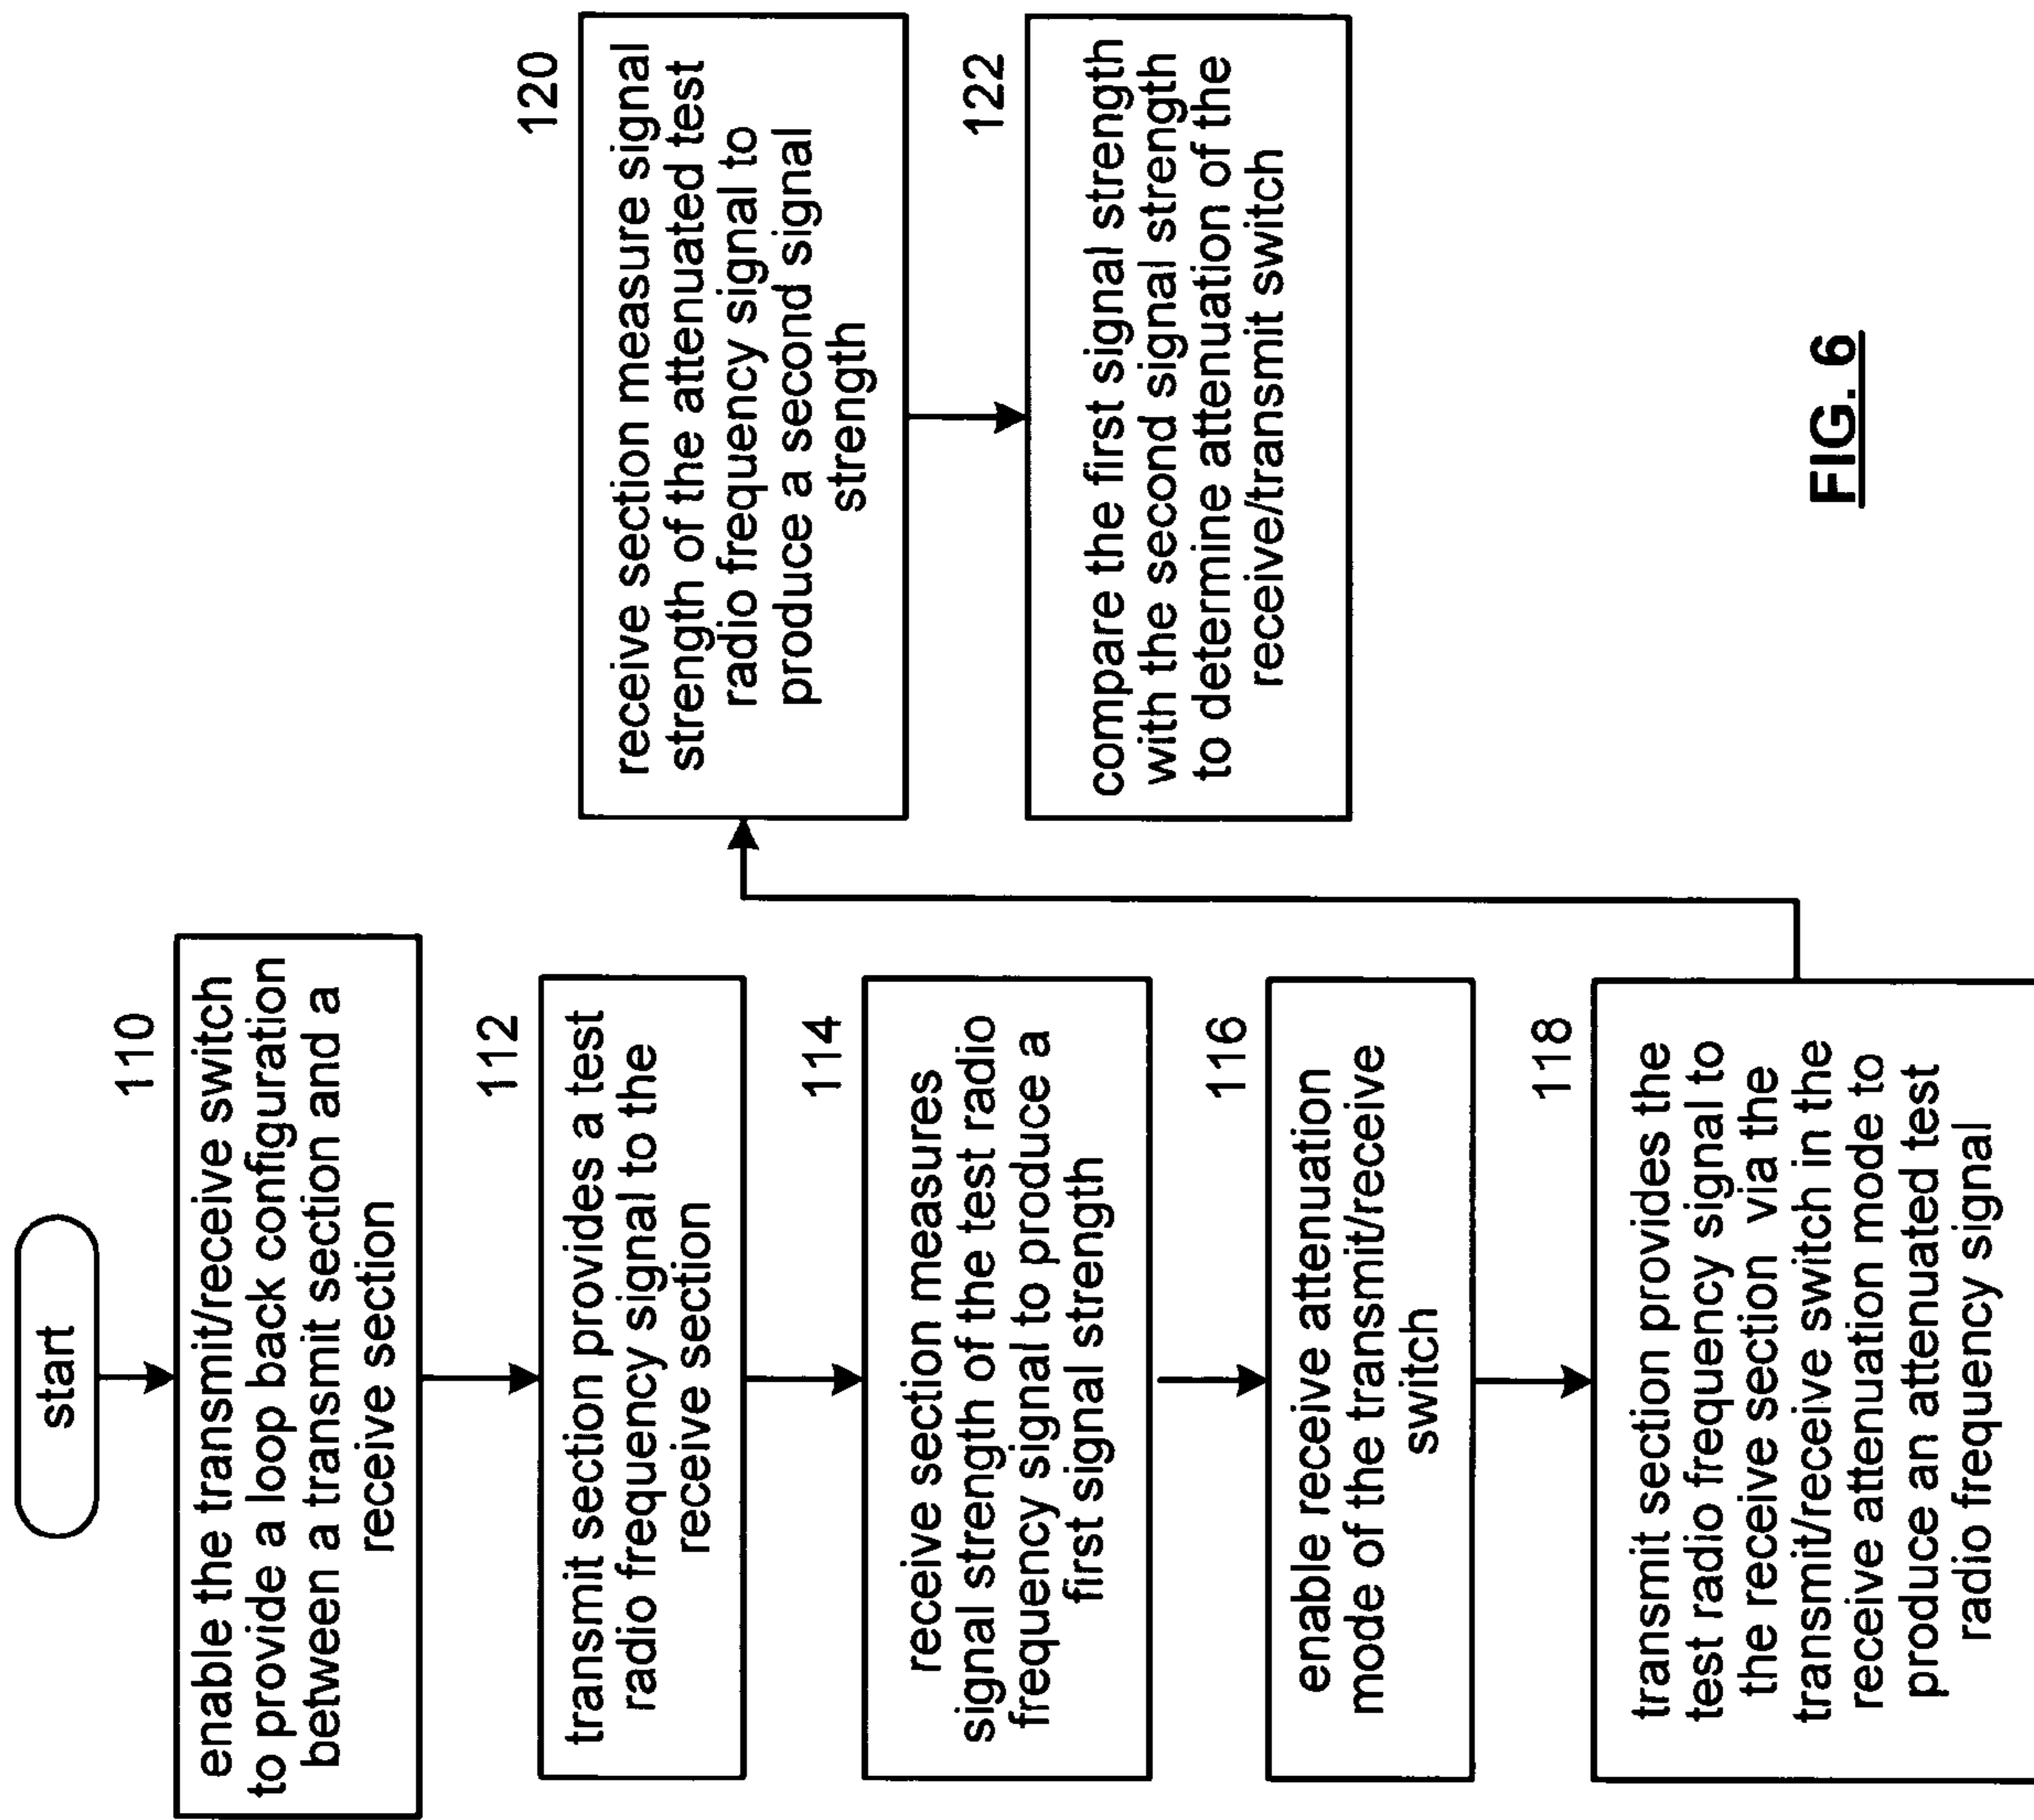 start
110
enable the transmit/receive switch
to provide a loop back configuration
between a transmit section and a
receive section
112
transmit section provides a test
radio frequency signal to the
receive section
114
receive section measures
signal strength of the test radio
frequency signal to produce a
first signal strength
116
enable receive attenuation
mode of the transmit/receive
switch
118
transmit section provides the
test radio frequency signal to
the receive section via the
transmit/receive switch in the
receive attenuation mode to
produce an attenuated test
radio frequency signal
120
receive section measure signal
strength of the attenuated test
radio frequency signal to
produce a second signal
strength
122
compare the first signal strength
with the second signal strength
to determine attenuation of the
receive/transmit switch
FIG. 6